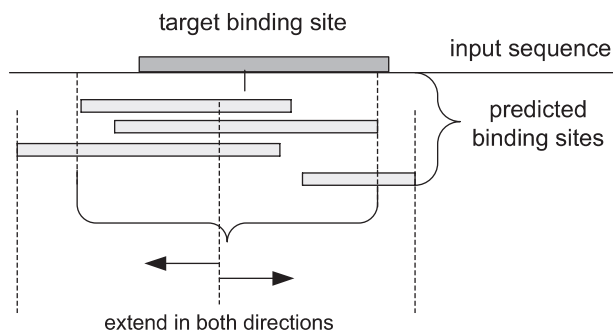 target binding site
input sequence
predicted
binding sites
extend in both directions